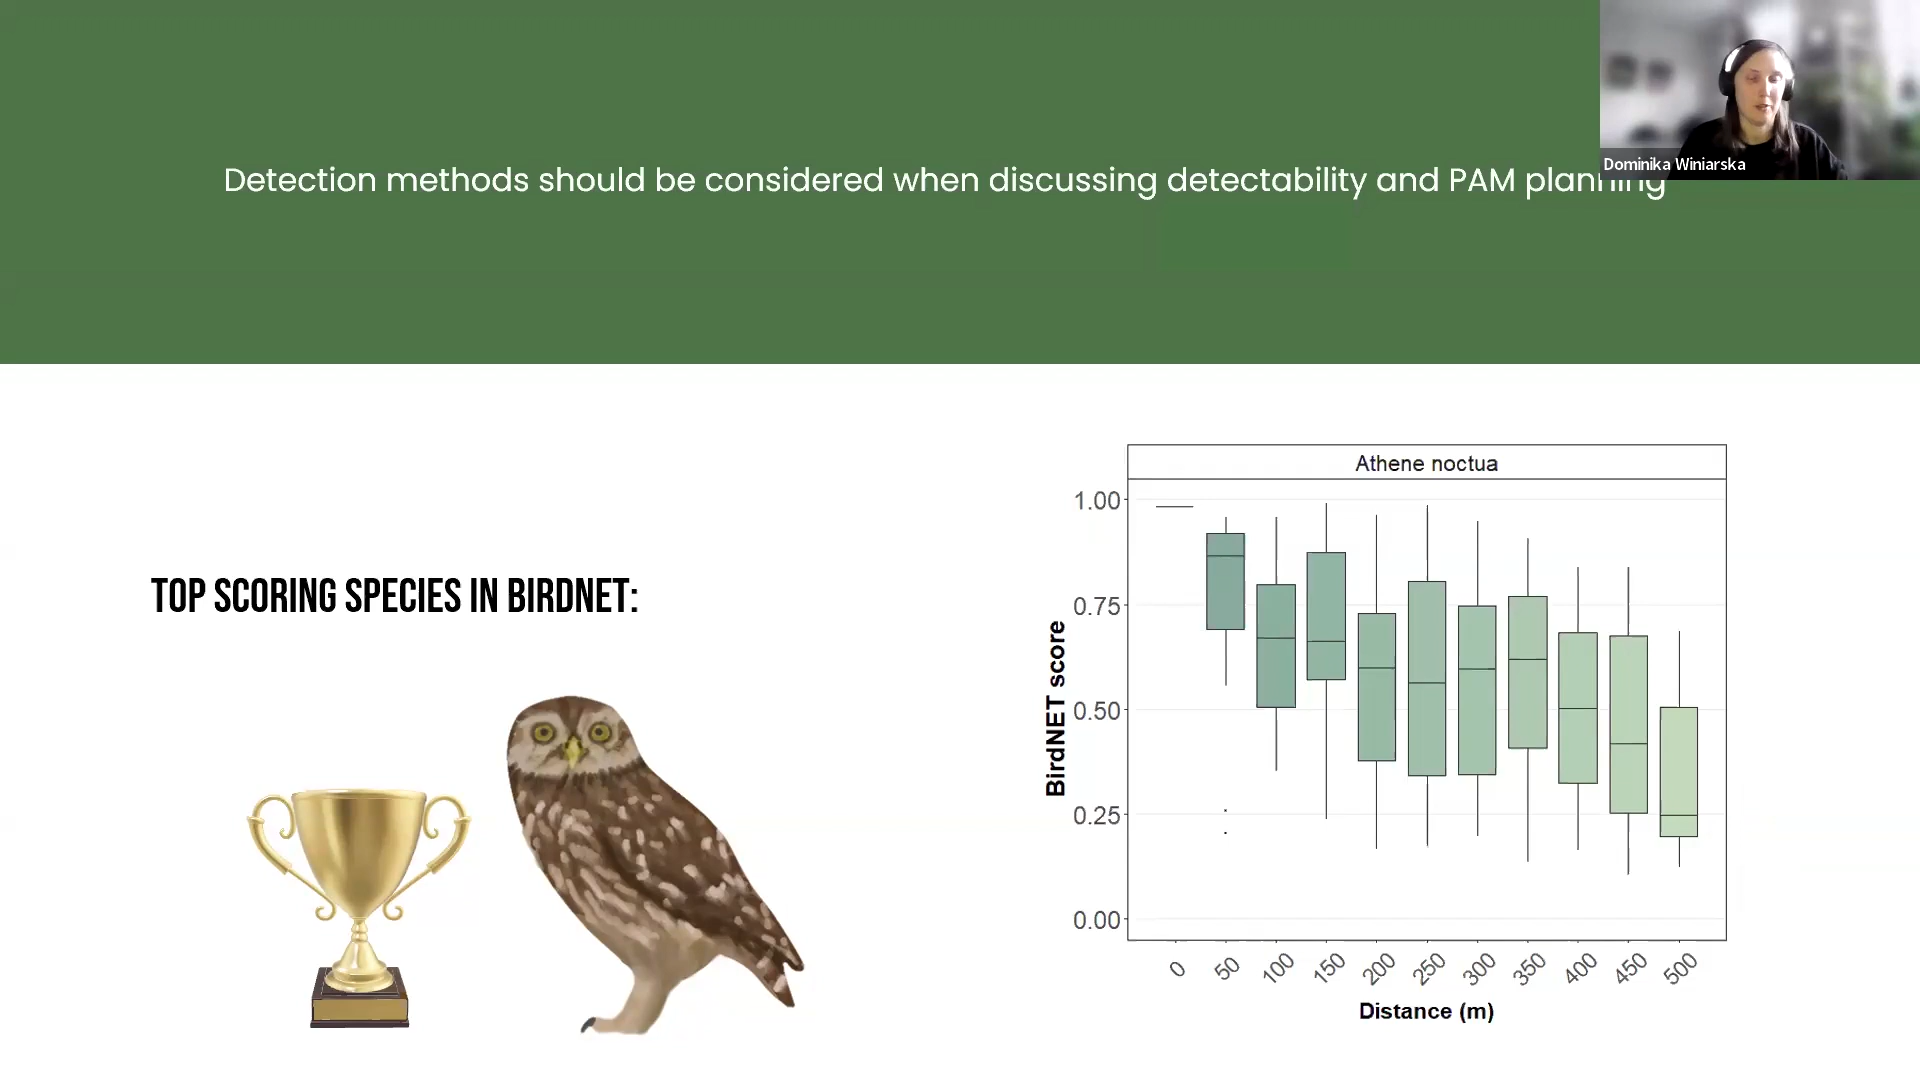 Detection methods should be considered when discussing detectability and PAM planning
Dominika Winiarska
TOP SCORING SPECIES IN BIRDNET:
Athene noctua
BirdNET score
1.00
0.75
0.50
0.25
0.00
0 50 100 150 200 250 300 350 400 450 500
Distance (m)